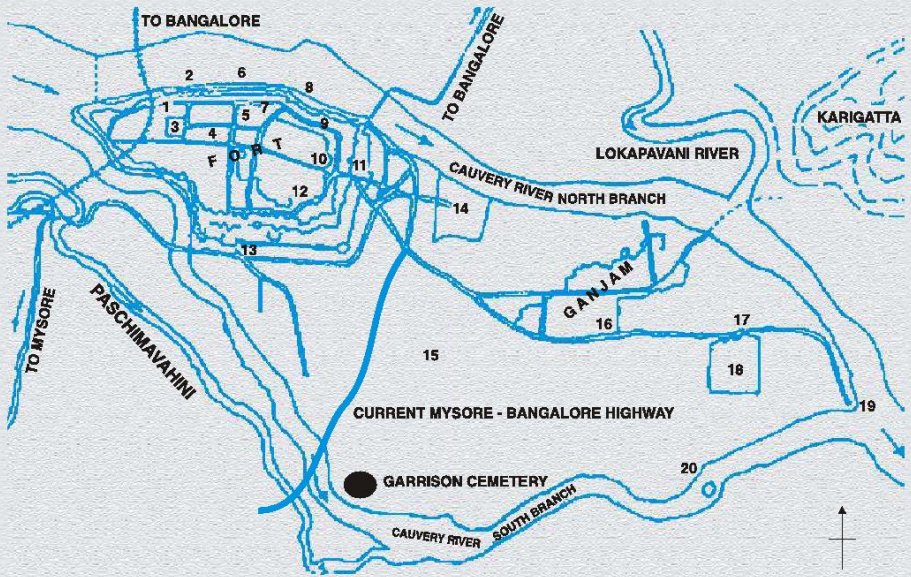 TO BANGALORE
TO BANGALORE
2
6
8
1
5
7
3
4
9
FORT
10
11
12
13
14
KARIGATTA
LOKAPAVANI RIVER
CAUVERY RIVER NORTH BRANCH
GANJAM
16
17
18
15
19
20
TO MYSORE
PASCHIMAVAHINI
CURRENT MYSORE - BANGALORE HIGHWAY
GARRISON CEMETERY
CAUVERY RIVER SOUTH BRANCH